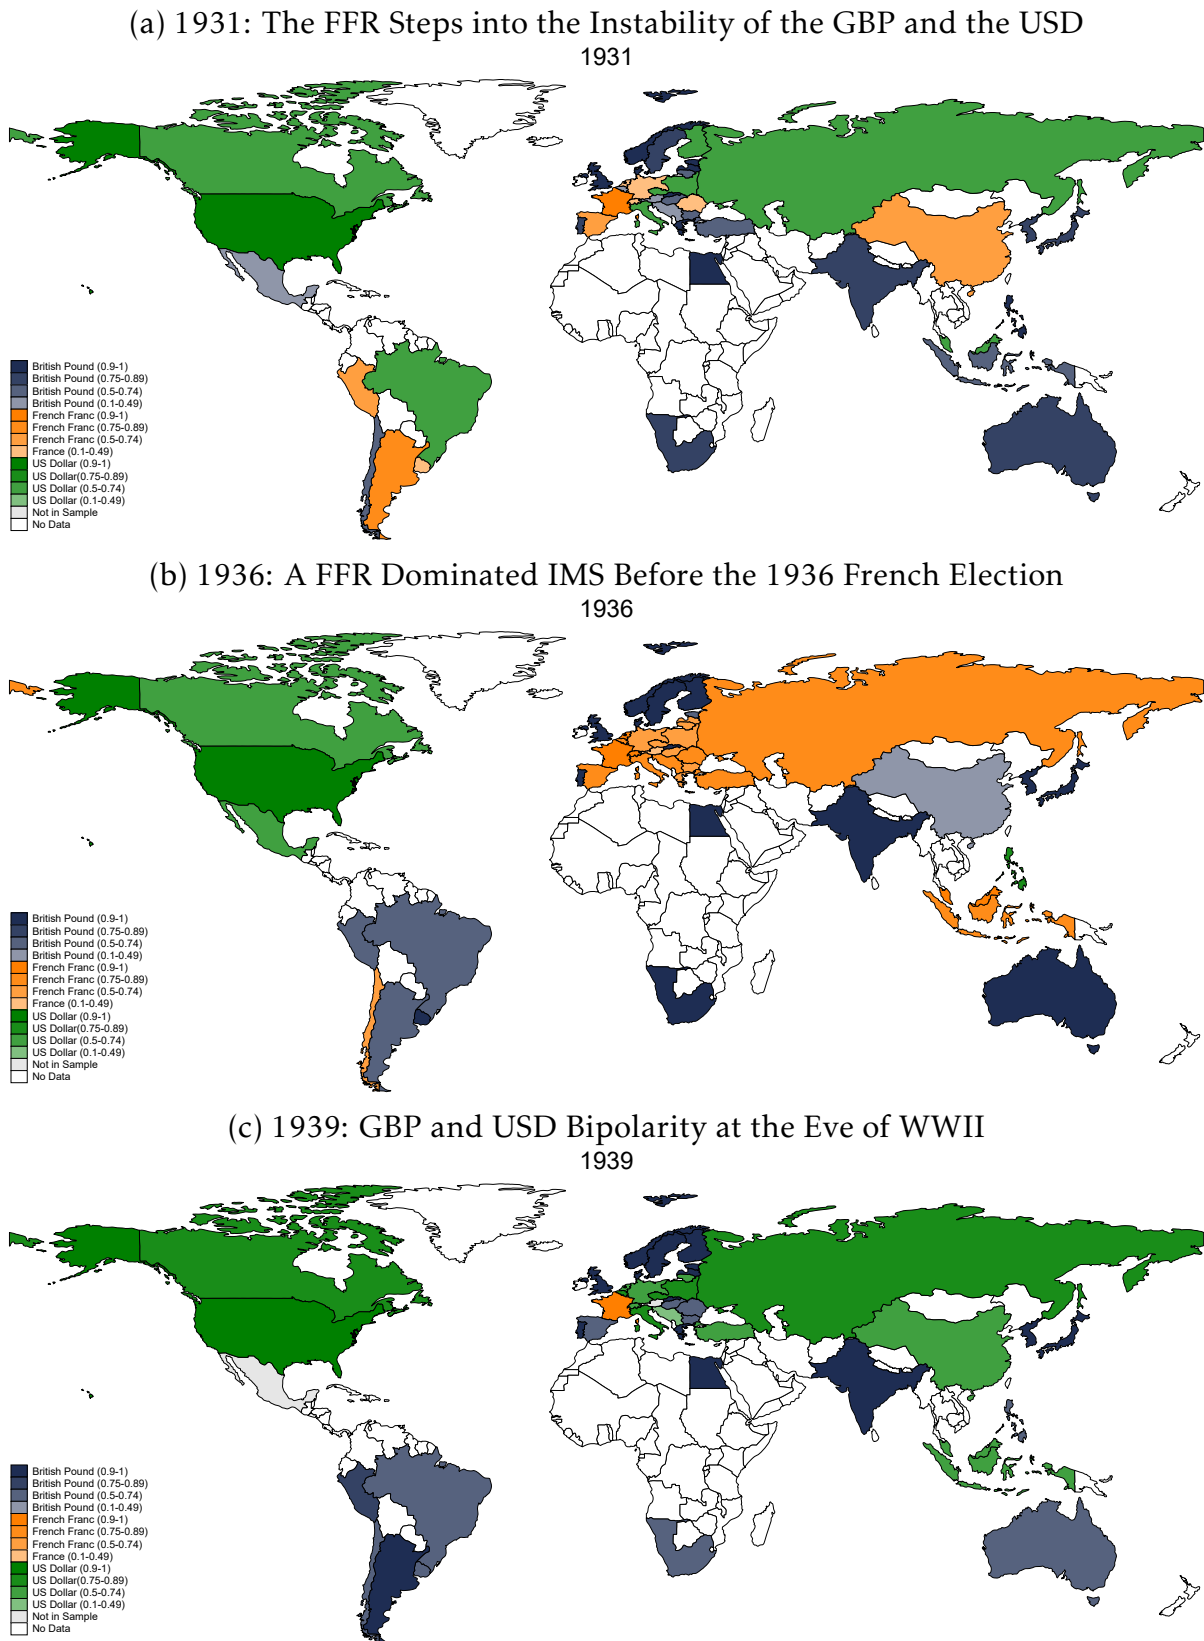 (a) 1931: The FFR Steps into the Instability of the GBP and the USD
1931
British Pound (0.9-1)
British Pound (0.75-0.89)
British Pound (0.5-0.74)
British Pound (0.1-0.49)
French Franc (0.9-1)
French Franc (0.75-0.89)
French Franc (0.5-0.74)
France (0.1-0.49)
US Dollar (0.9-1)
US Dollar(0.75-0.89)
US Dollar (0.5-0.74)
US Dollar (0.1-0.49)
Not in Sample
No Data
(b) 1936: A FFR Dominated IMS Before the 1936 French Election
1936
British Pound (0.9-1)
British Pound (0.75-0.89)
British Pound (0.5-0.74)
British Pound (0.1-0.49)
French Franc (0.9-1)
French Franc (0.75-0.89)
French Franc (0.5-0.74)
France (0.1-0.49)
US Dollar (0.9-1)
US Dollar(0.75-0.89)
US Dollar (0.5-0.74)
US Dollar (0.1-0.49)
Not in Sample
No Data
(c) 1939: GBP and USD Bipolarity at the Eve of WWII
1939
British Pound (0.9-1)
British Pound (0.75-0.89)
British Pound (0.5-0.74)
British Pound (0.1-0.49)
French Franc (0.9-1)
French Franc (0.75-0.89)
French Franc (0.5-0.74)
France (0.1-0.49)
US Dollar (0.9-1)
US Dollar(0.75-0.89)
US Dollar (0.5-0.74)
US Dollar (0.1-0.49)
Not in Sample
No Data